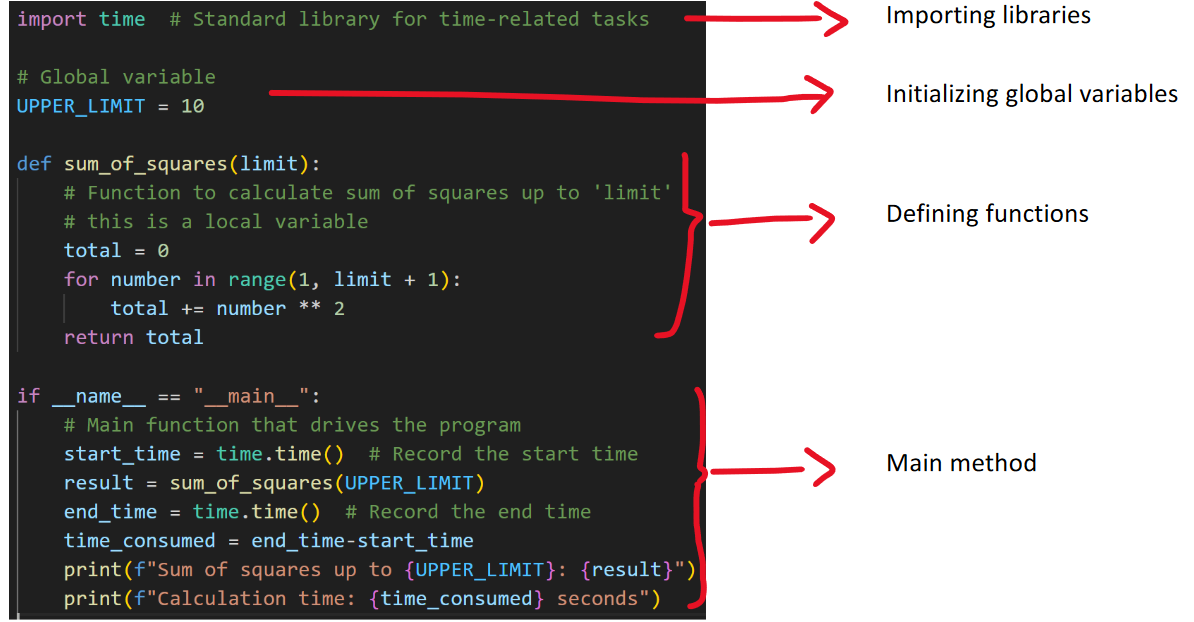 import time  # Standard library for time-related tasks
Importing libraries
# Global variable
UPPER_LIMIT = 10
Initializing global variables
def sum_of_squares(limit):
    # Function to calculate sum of squares up to 'limit'
    # this is a local variable
    total = 0
    for number in range(1, limit + 1):
        total += number ** 2
    return total
Defining functions
if __name__ == "__main__":
    # Main function that drives the program
    start_time = time.time()  # Record the start time
    result = sum_of_squares(UPPER_LIMIT)
    end_time = time.time()  # Record the end time
    time_consumed = end_time-start_time
    print(f"Sum of squares up to {UPPER_LIMIT}: {result}")
    print(f"Calculation time: {time_consumed} seconds")
Main method